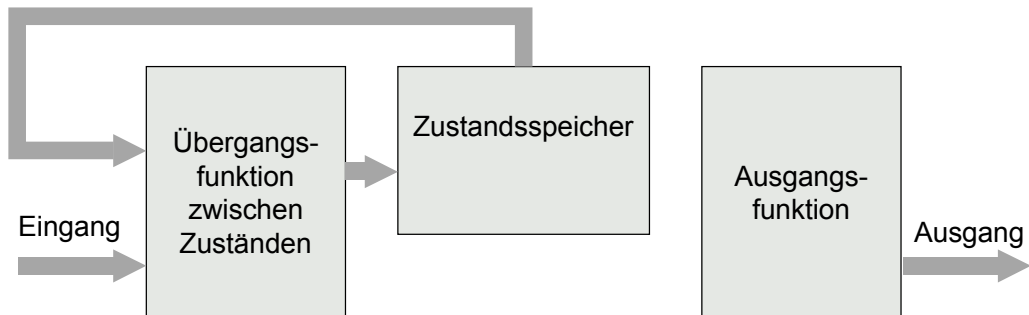 Übergangs-
funktion
zwischen
Zuständen
Zustandsspeicher
Ausgangs-
funktion
Eingang
Ausgang